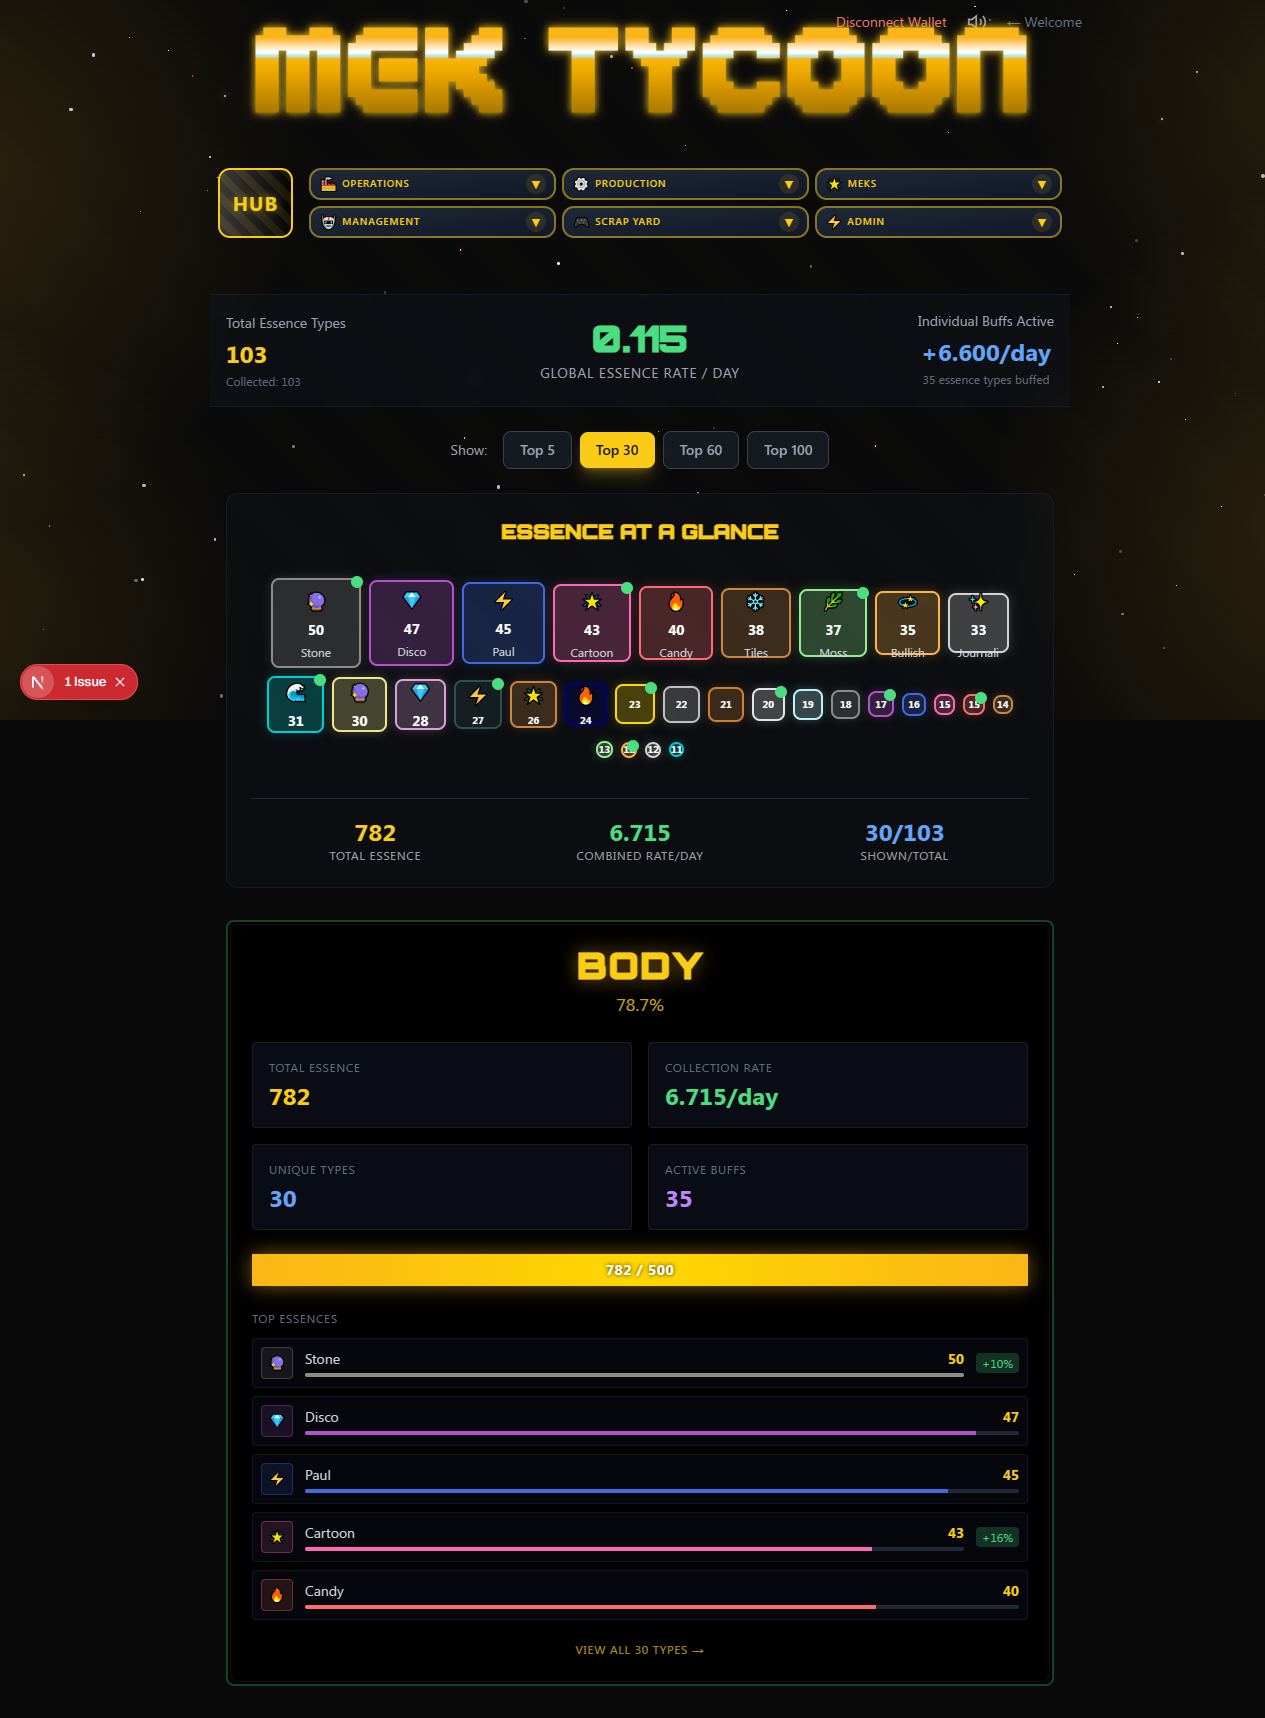 Disconnect Wallet ← Welcome
MEK TYCOON
HUB
OPERATIONS ▼
PRODUCTION ▼
MEKS ▼
MANAGEMENT ▼
SCRAP YARD ▼
ADMIN ▼
Total Essence Types
103
Collected: 103
0.115
GLOBAL ESSENCE RATE / DAY
Individual Buffs Active
+6.600/day
35 essence types buffed
Show: Top 5 Top 30 Top 60 Top 100
ESSENCE AT A GLANCE
50 47 45 43 40 38 37 35 33
Stone Disco Paul Cartoon Candy Tiles Moss Bullish Journali
31 30 28 27 26 24 23 22 21 20 19 18 17 16 15 15 14
13 12 11
782 6.715 30/103
TOTAL ESSENCE COMBINED RATE/DAY SHOWN/TOTAL
1 Issue ×
BODY
78.7%
TOTAL ESSENCE
782
COLLECTION RATE
6.715/day
UNIQUE TYPES
30
ACTIVE BUFFS
35
782 / 500
TOP ESSENCES
Stone 50 +10%
Disco 47
Paul 45
Cartoon 43 +16%
Candy 40
VIEW ALL 30 TYPES →